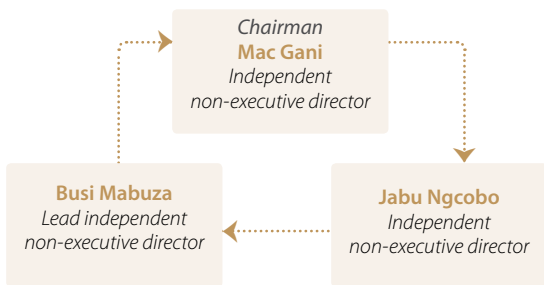 Chairman
Mac Gani
Independent
non-executive director
Busi Mabuza
Lead independent
non-executive director
Jabu Ngcobo
Independent
non-executive director